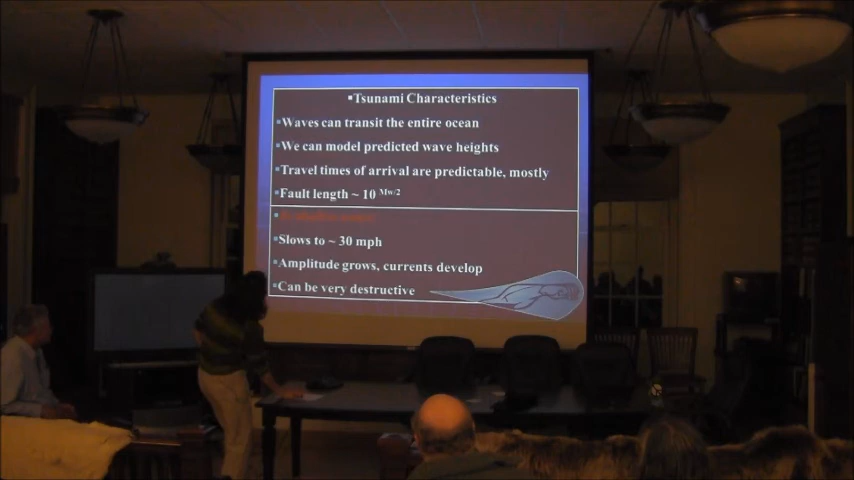 ▪Tsunami Characteristics
▪Waves can transit the entire ocean
▪We can model predicted wave heights
▪Travel times of arrival are predictable, mostly
▪Fault length ~ 10 Mw/2
▪Slows to ~ 30 mph
▪Amplitude grows, currents develop
▪Can be very destructive